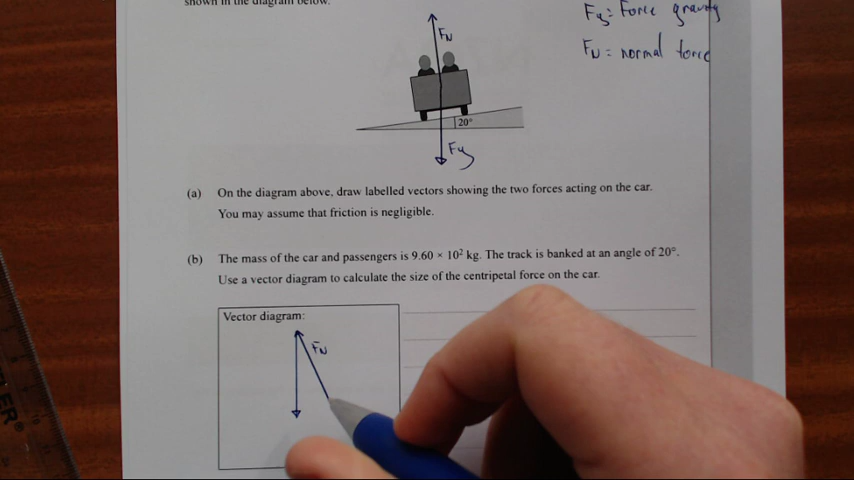 shown in the diagram below.
Fg: Force gravity
FN = normal force
FN
20°
Fg
(a) On the diagram above, draw labelled vectors showing the two forces acting on the car.
You may assume that friction is negligible.
(b) The mass of the car and passengers is 9.60 × 10² kg. The track is banked at an angle of 20°.
Use a vector diagram to calculate the size of the centripetal force on the car.
Vector diagram:
FN